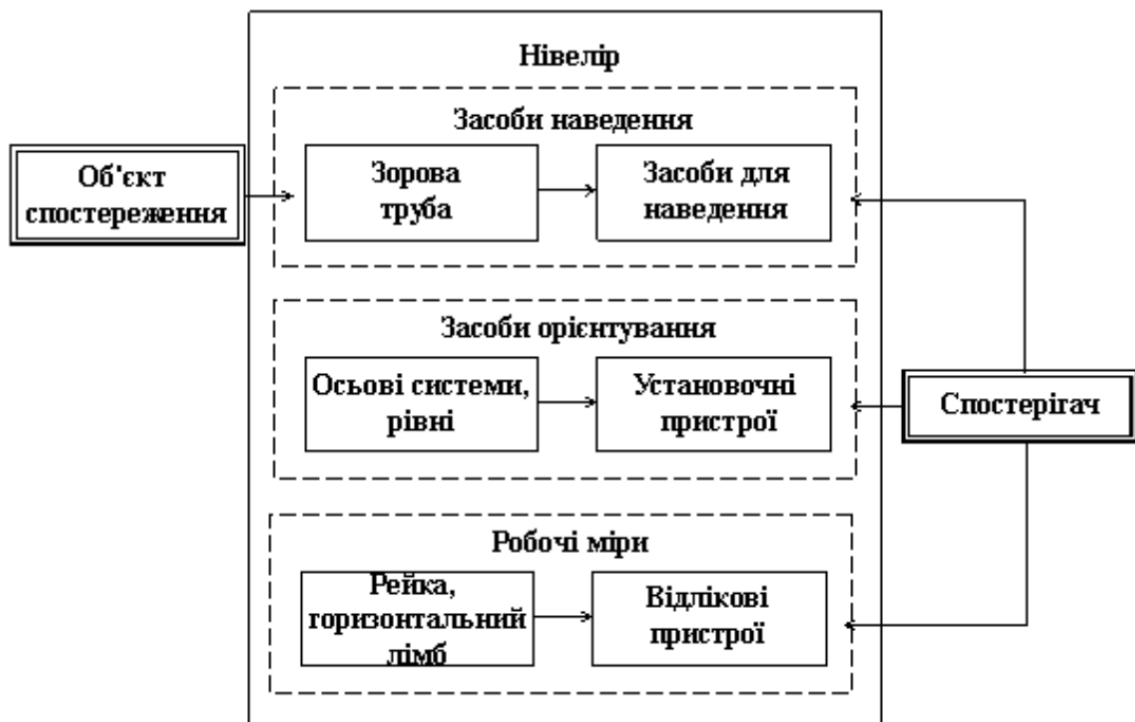 Нівелір
Засоби наведення
Об'єкт
спостереження
Зорова
труба
Засоби для
наведення
Засоби орієнтування
Осьові системи,
рівні
Установочні
пристрої
Спостерігач
Робочі міри
Рейка,
горизонтальний
лімб
Відлікові
пристрої